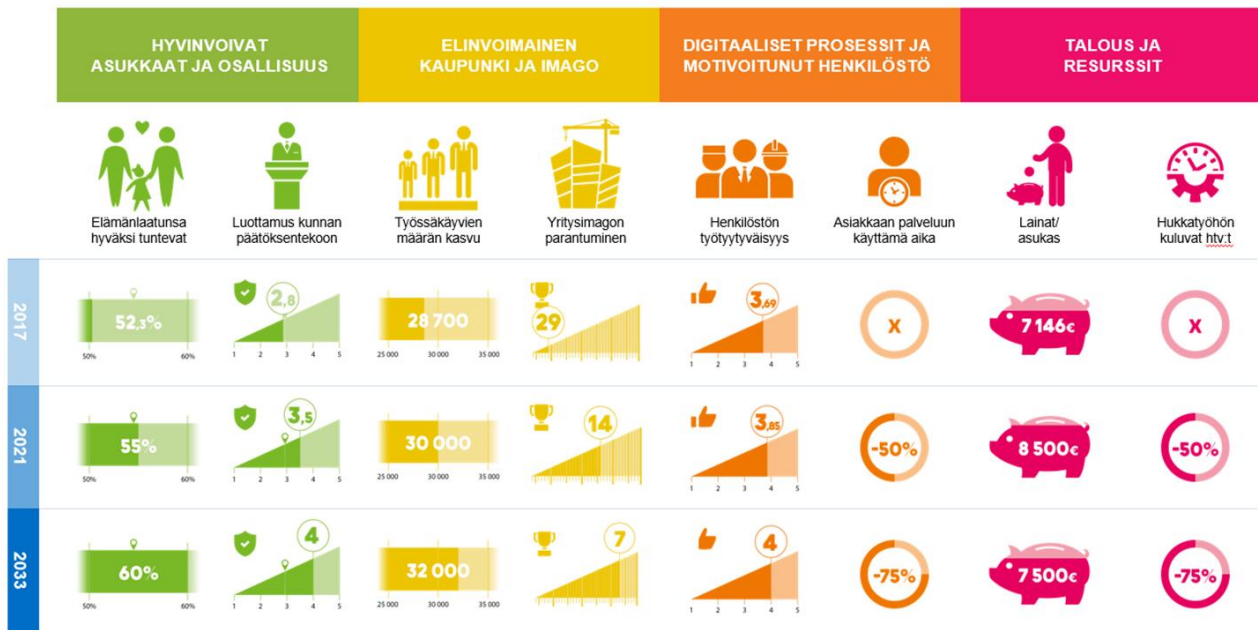 HYVINVOIVAT
ASUKKAAT JA OSALLISUUS
ELINVOIMAINEN
KAUPUNKI JA IMAGO
DIGITAALISET PROSESSIT JA
MOTIVOITUNUT HENKILÖSTÖ
TALOUS JA
RESURSSIT
Elämänlaatunsa
hyväksi tuntevat
Luottamus kunnan
päätöksentekoon
Työssäkäyvien
määrän kasvu
Yritysimagon
parantuminen
Henkilöstön
työtyytyväisyys
Asiakkaan palveluun
käyttämä aika
Lainat/
asukas
Hukkatyöhön
kuluvat htv:t
2017
52,3%
50% 60%
2,8
1 2 3 4 5
28 700
25 000 30 000 35 000
29
3,69
1 2 3 4 5
X
7 146€
X
2021
55%
50% 60%
3,5
1 2 3 4 5
30 000
25 000 30 000 35 000
14
3,85
1 2 3 4 5
-50%
8 500€
-50%
2033
60%
50% 60%
4
1 2 3 4 5
32 000
25 000 30 000 35 000
7
4
1 2 3 4 5
-75%
7 500€
-75%